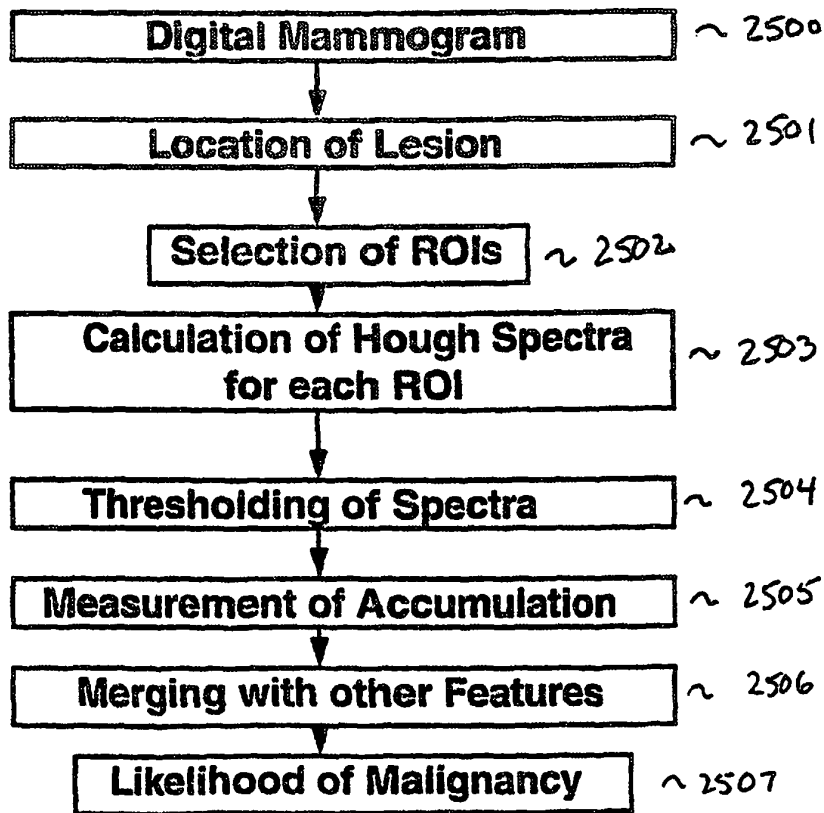 Digital Mammogram ~ 2500
Location of Lesion ~ 2501
Selection of ROIs ~ 2502
Calculation of Hough Spectra ~ 2503
for each ROI
Thresholding of Spectra ~ 2504
Measurement of Accumulation ~ 2505
Merging with other Features ~ 2506
Likelihood of Malignancy ~ 2507